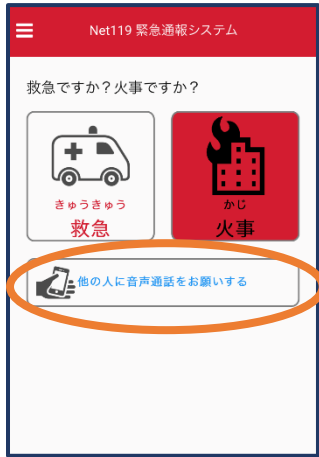 Net119 緊急通報システム
救急ですか？火事ですか？
きゅうきゅう
救急
かじ
火事
他の人に音声通話をお願いする